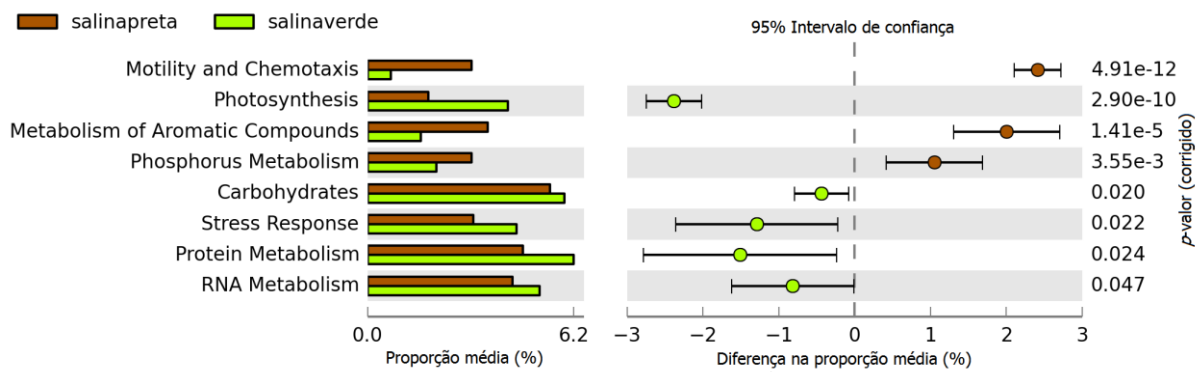 salinapreta salinaverde
95% Intervalo de confiança
Motility and Chemotaxis 4.91e-12
Photosynthesis 2.90e-10
Metabolism of Aromatic Compounds 1.41e-5
Phosphorus Metabolism 3.55e-3
Carbohydrates 0.020
Stress Response 0.022
Protein Metabolism 0.024
RNA Metabolism 0.047
p-valor (corrigido)
0.0 6.2 −3 −2 −1 0 1 2 3
Proporção média (%) Diferença na proporção média (%)